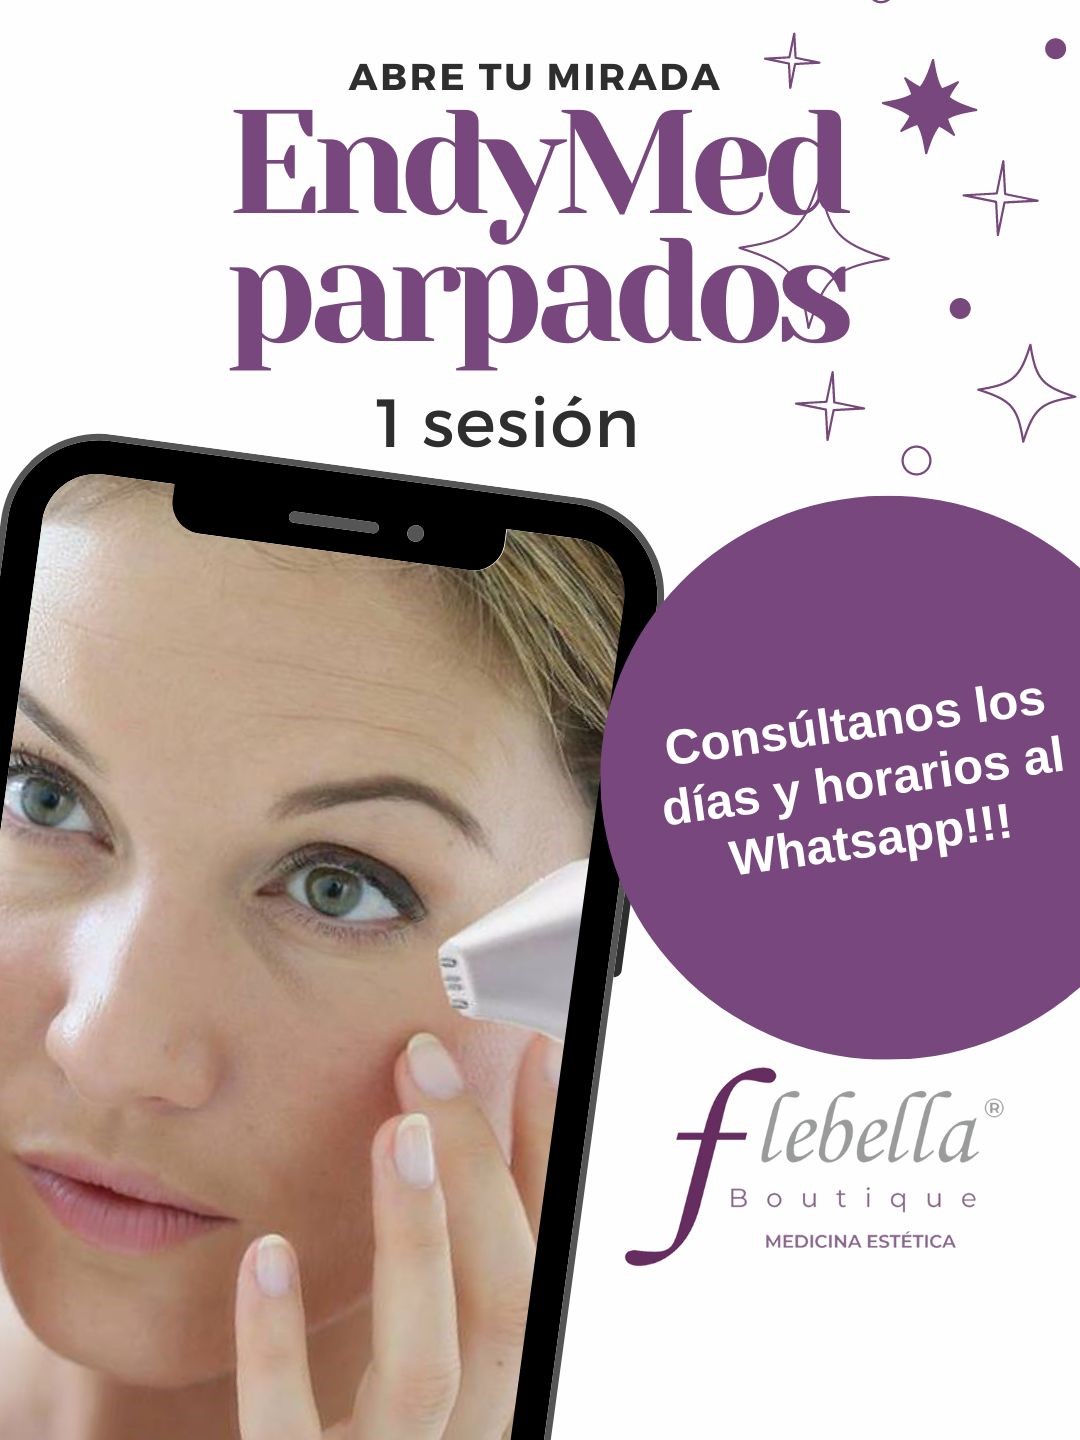 ABRE TU MIRADA
EndyMed
parpados
1 sesión
Consúltanos los
días y horarios al
Whatsapp!!!
flebella®
Boutique
MEDICINA ESTÉTICA